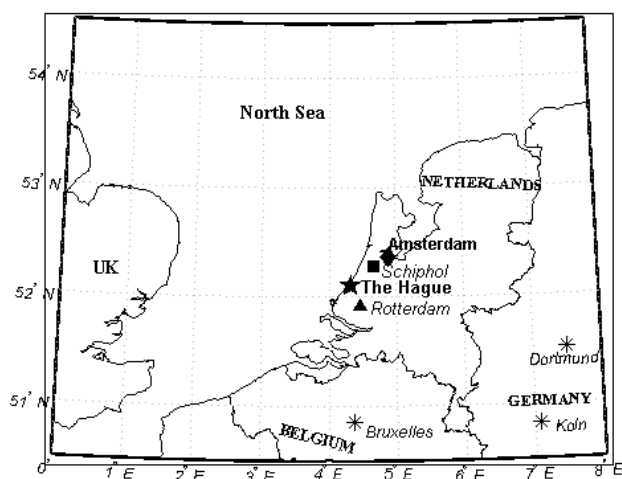 54° N
North Sea
53° N
NETHERLANDS
Amsterdam
UK
Schiphol
52° N
The Hague
Rotterdam
Dortmund
51° N
GERMANY
BELGIUM
Bruxelles
Koln
0°
1° E
2° E
3° E
4° E
5° E
6° E
7° E
8° E